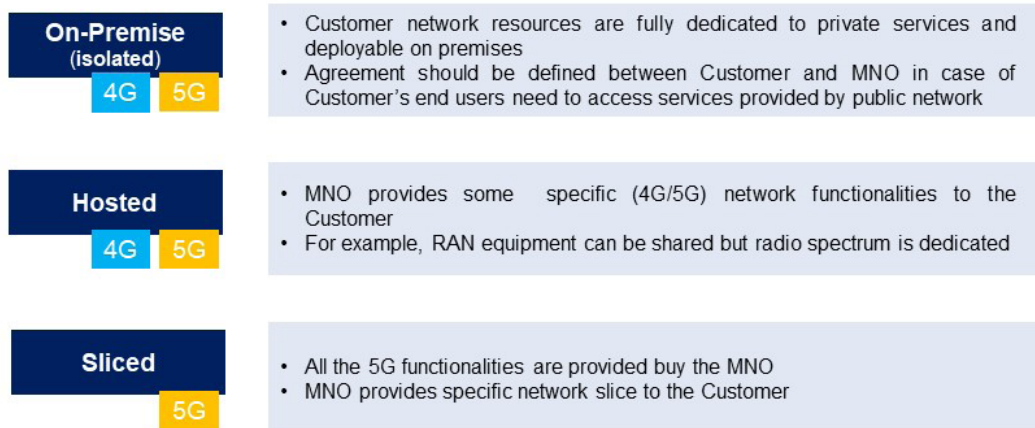 On-Premise
(isolated)
4G 5G
• Customer network resources are fully dedicated to private services and
deployable on premises
• Agreement should be defined between Customer and MNO in case of
Customer's end users need to access services provided by public network
Hosted
4G 5G
• MNO provides some specific (4G/5G) network functionalities to the
Customer
• For example, RAN equipment can be shared but radio spectrum is dedicated
Sliced
5G
• All the 5G functionalities are provided buy the MNO
• MNO provides specific network slice to the Customer